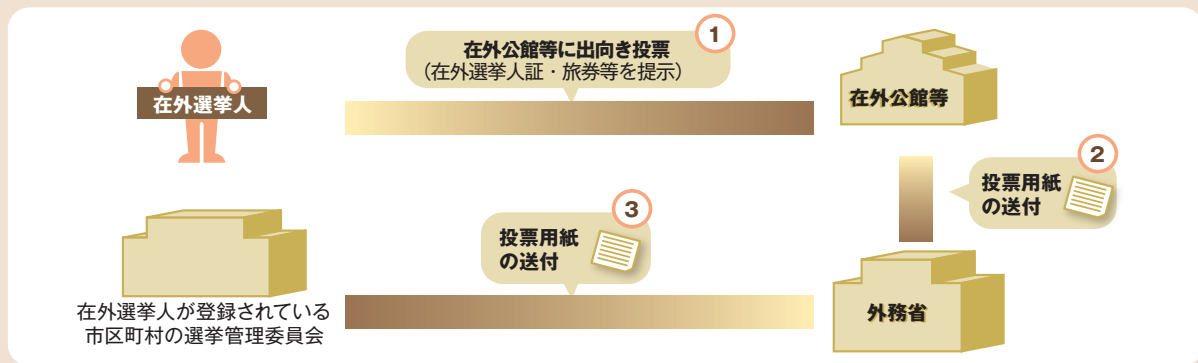 在外選挙人
①
在外公館等に出向き投票
（在外選挙人証・旅券等を提示）
在外公館等
②
投票用紙
の送付
外務省
③
投票用紙
の送付
在外選挙人が登録されている
市区町村の選挙管理委員会